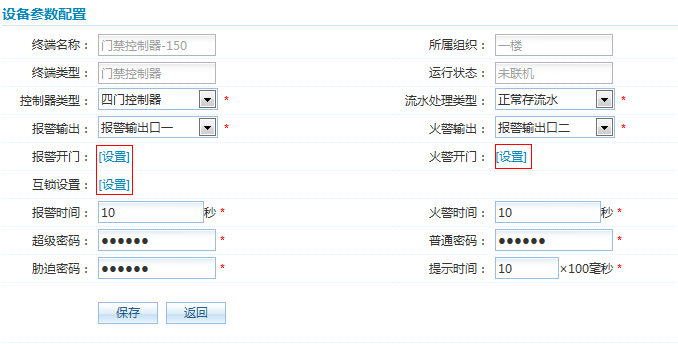 设备参数配置
终端名称： 门禁控制器-150 所属组织： 一楼
终端类型： 门禁控制器 运行状态： 未联机
控制器类型： 四门控制器 * 流水处理类型： 正常存流水 *
报警输出： 报警输出口一 * 火警输出： 报警输出口二 *
报警开门： [设置] 火警开门： [设置]
互锁设置： [设置]
报警时间： 10 秒 * 火警时间： 10 秒 *
超级密码： ●●●●●● * 普通密码： ●●●●●● *
胁迫密码： ●●●●●● * 提示时间： 10 ×100毫秒 *
保存 返回